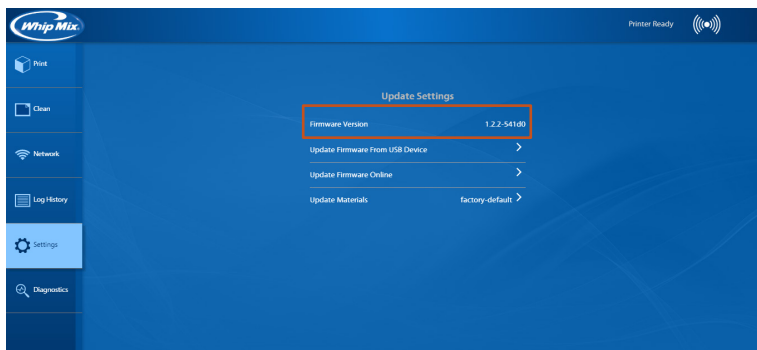 Whip Mix
Printer Ready
Print
Clean
Network
Log History
Settings
Diagnostics
Update Settings
Firmware Version 1.2.2-541d0
Update Firmware From USB Device
Update Firmware Online
Update Materials factory-default